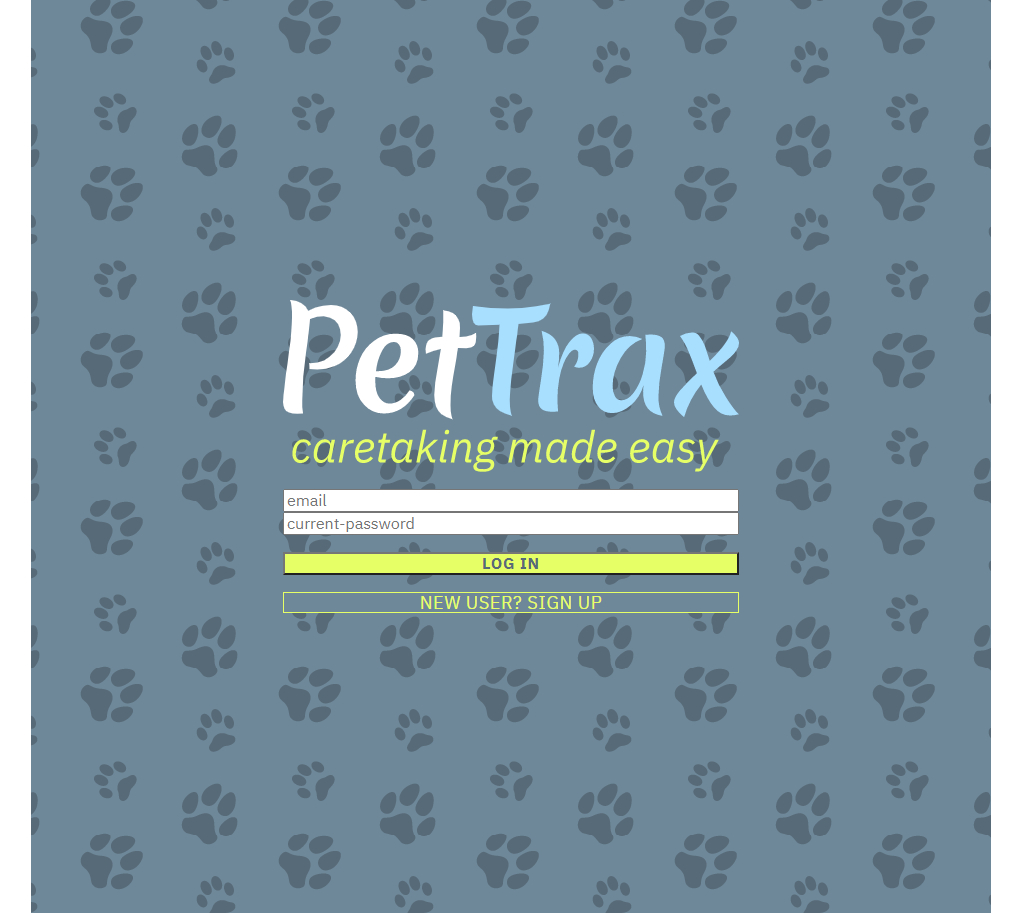 PetTrax
caretaking made easy
email
current-password
LOG IN
NEW USER? SIGN UP